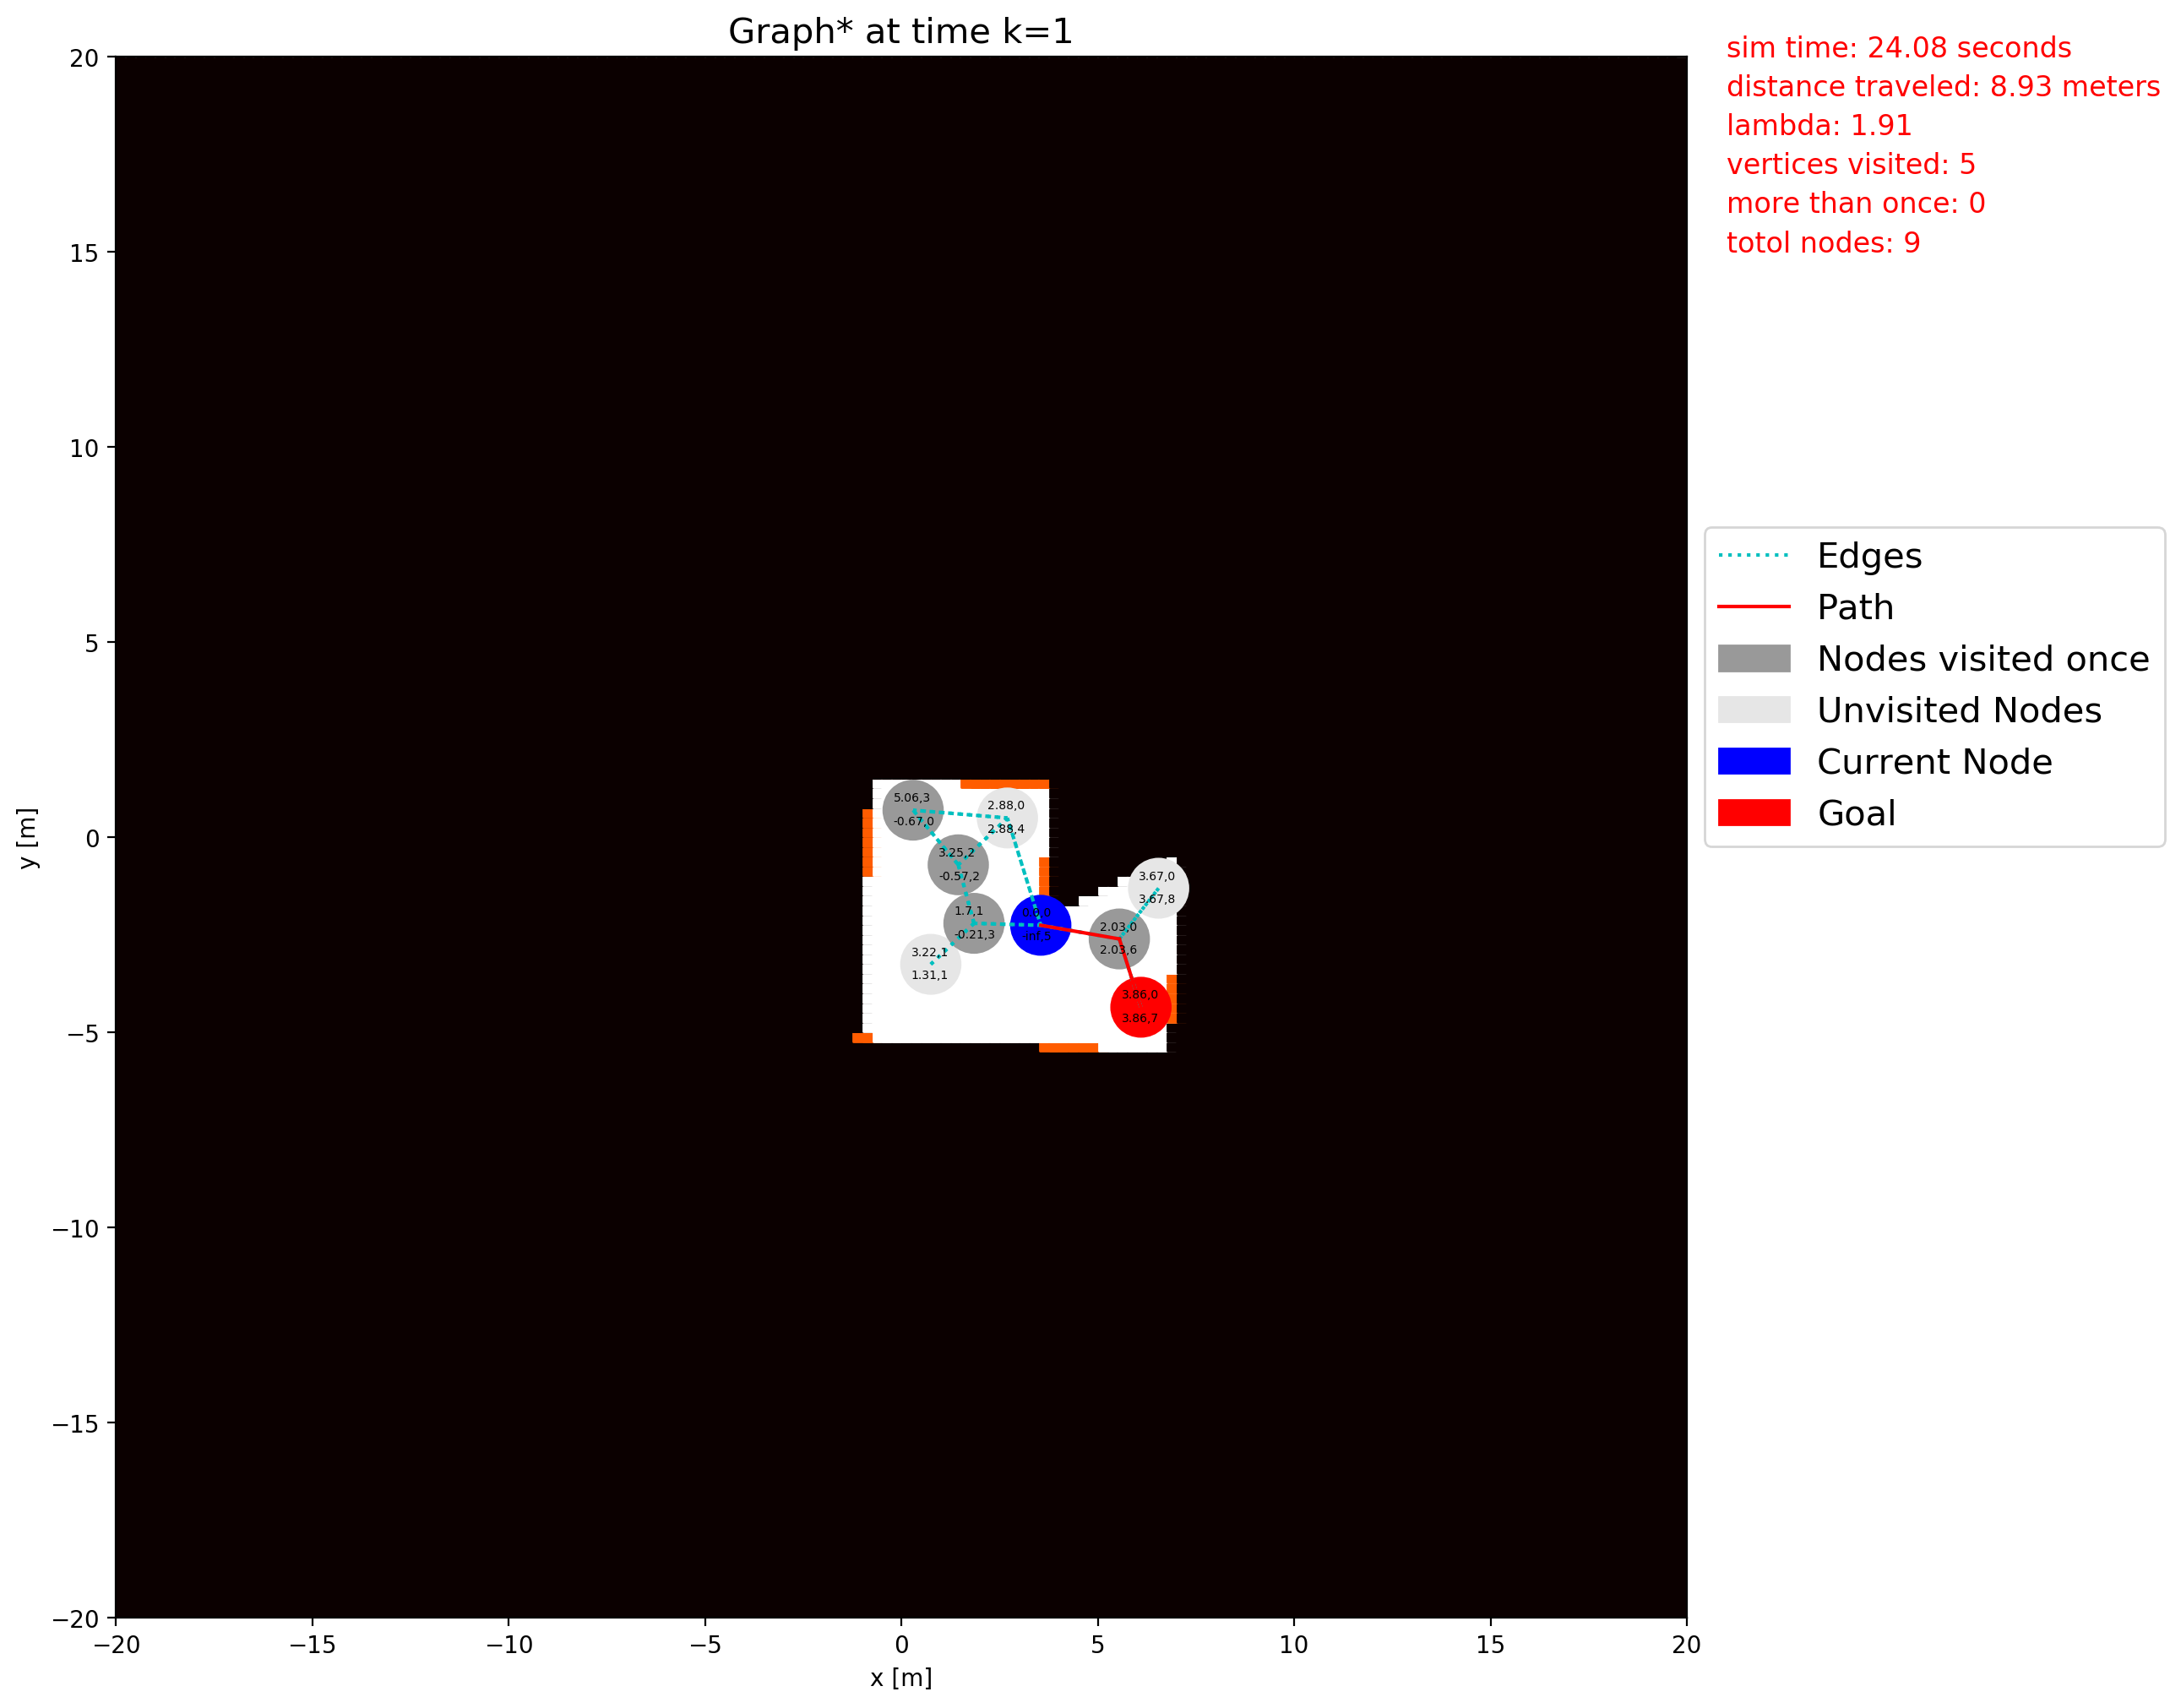 Graph* at time k=1
sim time: 24.08 seconds
distance traveled: 8.93 meters
lambda: 1.91
vertices visited: 5
more than once: 0
totol nodes: 9
20
15
10
5
0
−5
−10
−15
−20
y [m]
5.06,3
-0.67,0
2.88,0
2.88,4
3.25,2
-0.57,2
3.67,0
3.67,8
1.7,1
-0.21,3
2.03,0
2.03,6
3.22,1
1.31,1
3.86,0
3.86,7
Edges
Path
Nodes visited once
Unvisited Nodes
Current Node
Goal
−20 −15 −10 −5 0 5 10 15 20
x [m]